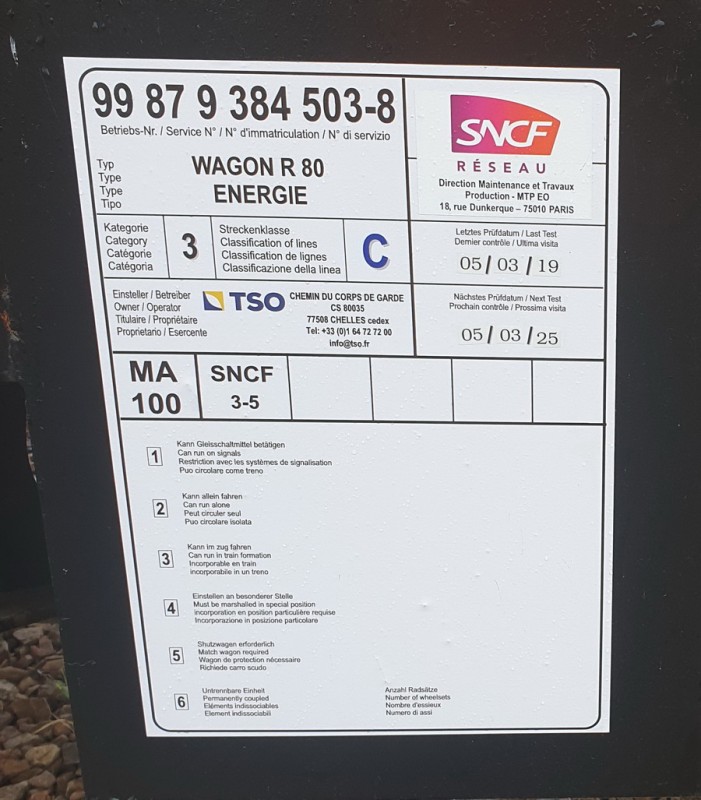 99 87 9 384 503-8
Betriebs-Nr. / Service N° / N° d'immatriculation / N° di servizio
Typ
Type
Type
Tipo
WAGON R 80
ENERGIE
SNCF
RÉSEAU
Direction Maintenance et Travaux
Production - MTP EO
18, rue Dunkerque – 75010 PARIS
Kategorie
Category
Catégorie
Catégoria
3
Streckenklasse
Classification of lines
Classification de lignes
Classificazione della linea
C
Letztes Prüfdatum / Last Test
Dernier contrôle / Ultima visita
05/03/19
Einsteller / Betreiber
Owner / Operator
Titulaire / Propriétaire
Proprietario / Esercente
TSO
CHEMIN DU CORPS DE GARDE
CS 80035
77508 CHELLES cedex
Tel: +33 (0)1 64 72 72 00
info@tso.fr
Nächstes Prüfdatum / Next Test
Prochain contrôle / Prossima visita
05/03/25
MA
100
SNCF
3-5
1
Kann Gleisschaltmittel betätigen
Can run on signals
Restriction avec les systèmes de signalisation
Puo circolare come treno
2
Kann allein fahren
Can run alone
Peut circuler seul
Puo circolare isolata
3
Kann im zug fahren
Can run in train formation
Incorporable en train
incorporabile in un treno
4
Einstellen an besonderer Stelle
Must be marshalled in special position
incorporation en position particulière requise
Incorporazione in posizione particolare
5
Shutzwagen erforderlich
Match wagon required
Wagon de protection nécessaire
Richiede carro scudo
6
Untrennbare Einheit
Permanently coupled
Eléments Indissociables
Element indissociabili
Anzahl Radsätze
Number of wheelsets
Nombre d'essieux
Numero di assi